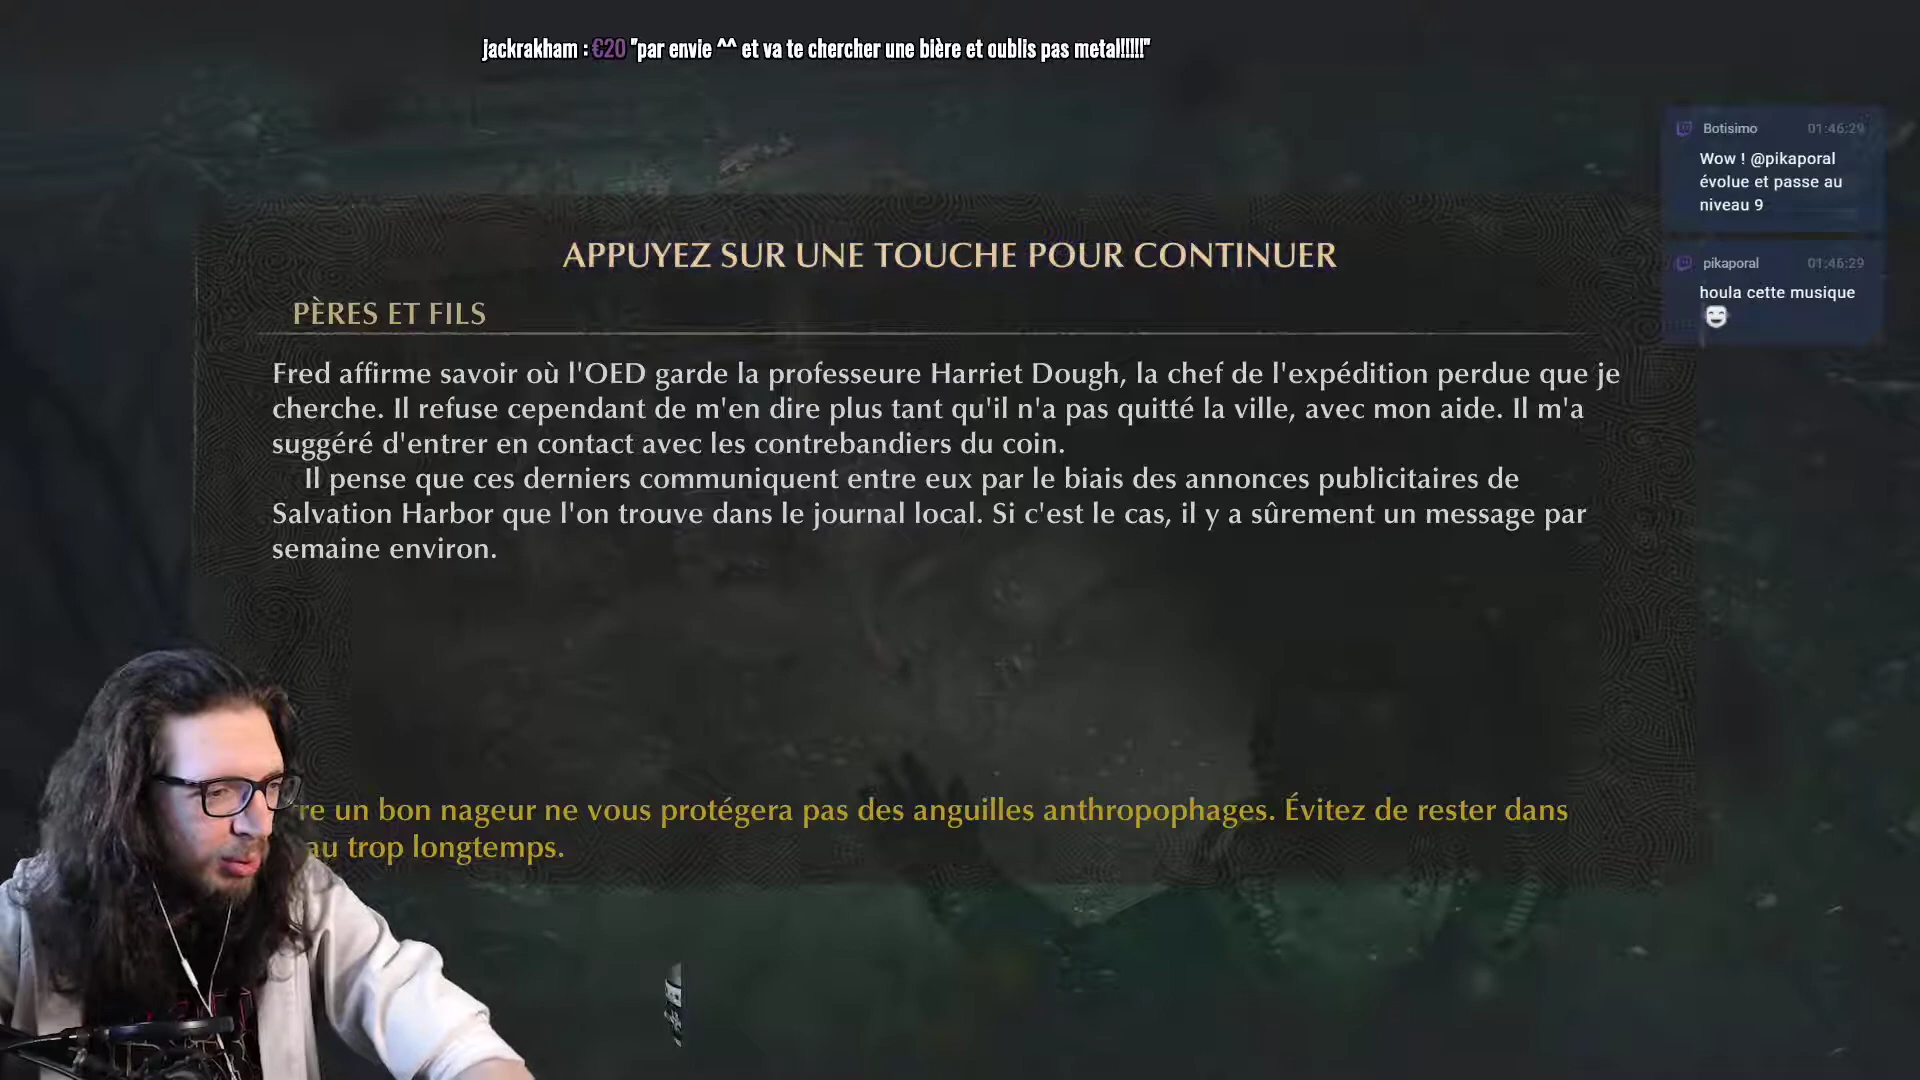 jackrakham : €20 "par envie ^^ et va te chercher une bière et oublis pas metal!!!!!"
Botisimo 01:46:29
Wow ! @pikaporal
évolue et passe au
niveau 9
pikaporal 01:46:29
houla cette musique
APPUYEZ SUR UNE TOUCHE POUR CONTINUER
PÈRES ET FILS
Fred affirme savoir où l'OED garde la professeure Harriet Dough, la chef de l'expédition perdue que je
cherche. Il refuse cependant de m'en dire plus tant qu'il n'a pas quitté la ville, avec mon aide. Il m'a
suggéré d'entrer en contact avec les contrebandiers du coin.
Il pense que ces derniers communiquent entre eux par le biais des annonces publicitaires de
Salvation Harbor que l'on trouve dans le journal local. Si c'est le cas, il y a sûrement un message par
semaine environ.
un bon nageur ne vous protégera pas des anguilles anthropophages. Évitez de rester dans
trop longtemps.